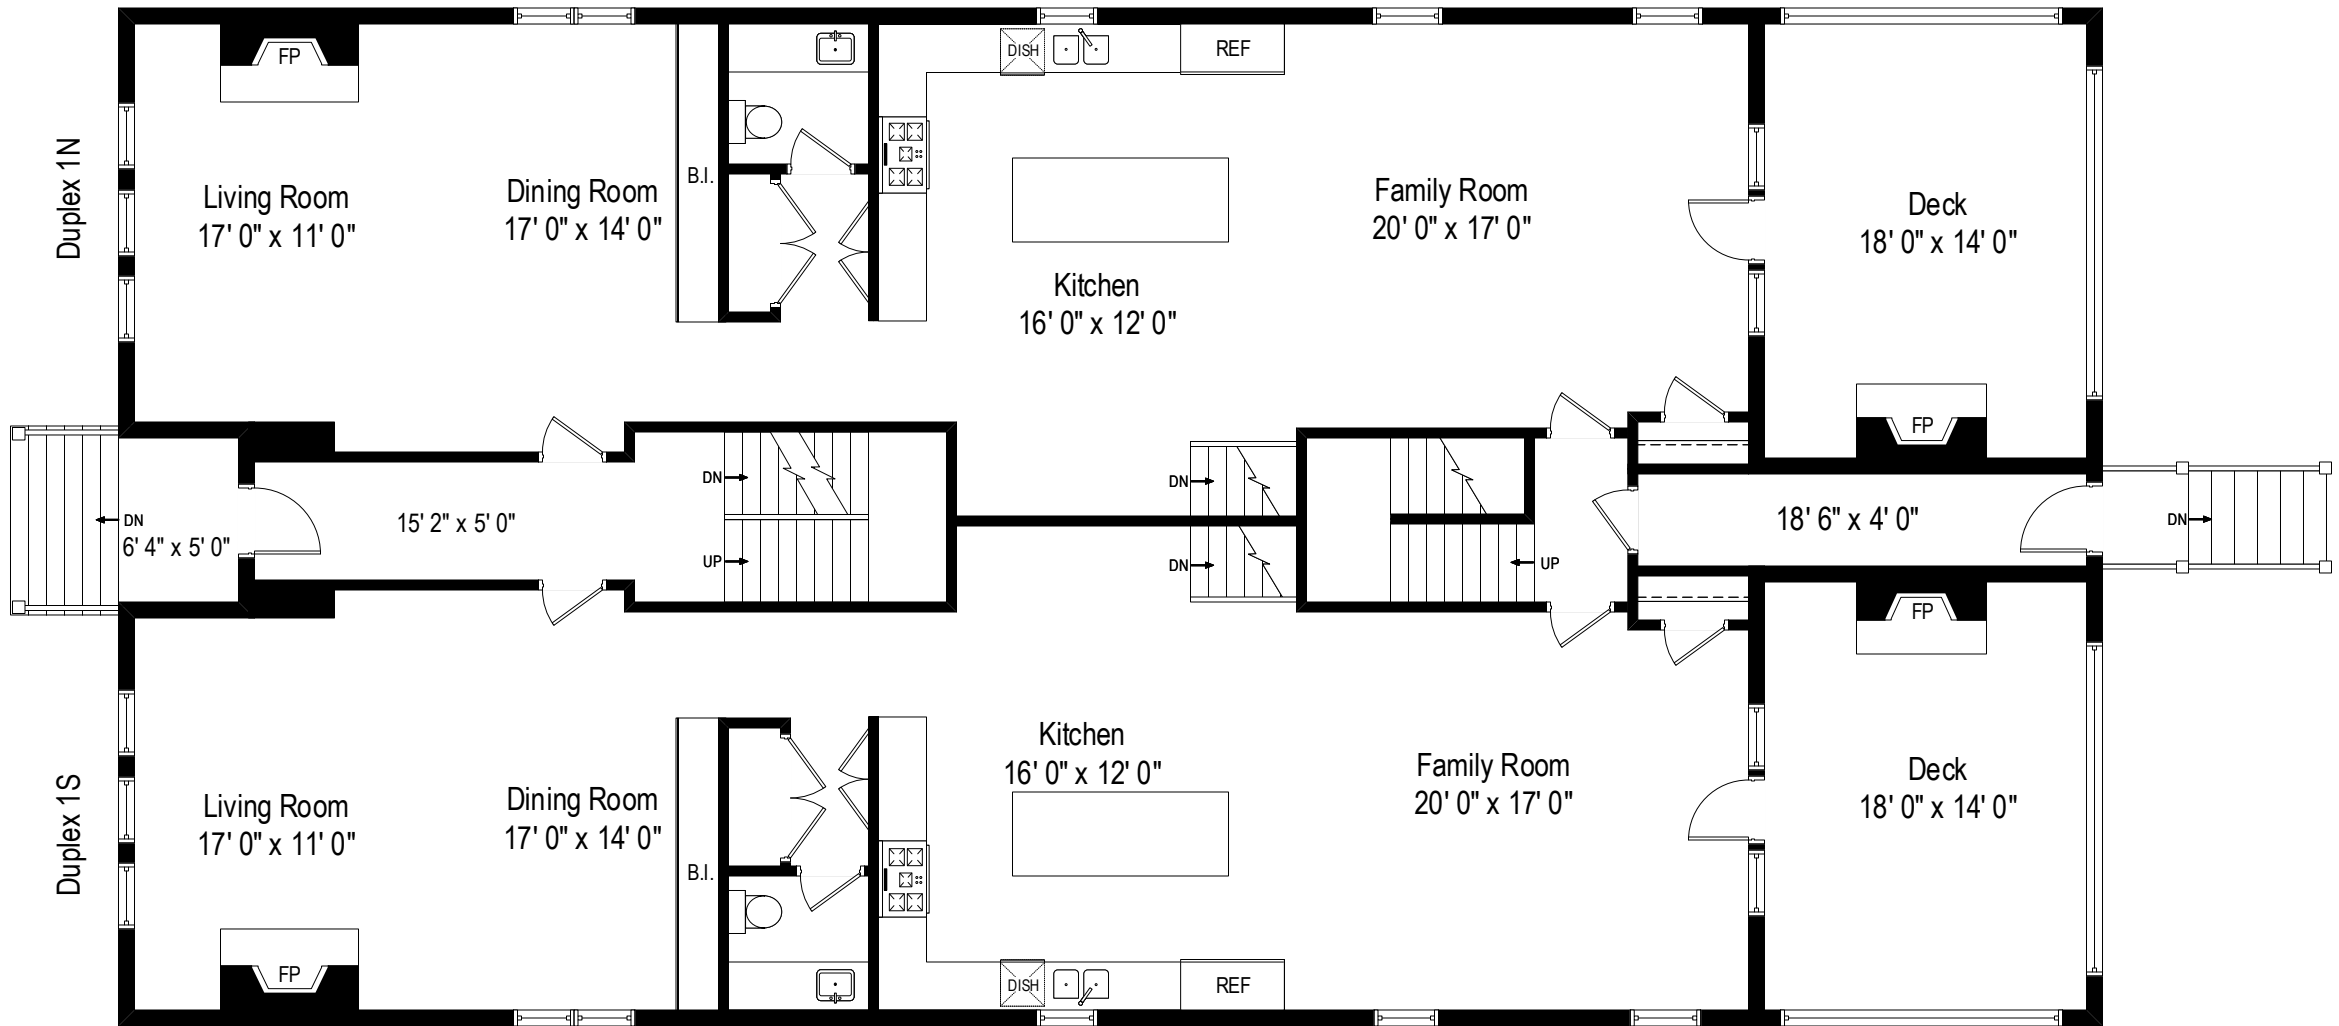 Duplex 1N
FP
Living Room
17' 0" x 11' 0"
Dining Room
17' 0" x 14' 0"
B.I.
DISH
REF
Kitchen
16' 0" x 12' 0"
Family Room
20' 0" x 17' 0"
Deck
18' 0" x 14' 0"
FP
DN
6' 4" x 5' 0"
15' 2" x 5' 0"
DN
UP
DN
DN
UP
18' 6" x 4' 0"
DN
Duplex 1S
Living Room
17' 0" x 11' 0"
FP
Dining Room
17' 0" x 14' 0"
B.I.
Kitchen
16' 0" x 12' 0"
DISH
REF
Family Room
20' 0" x 17' 0"
FP
Deck
18' 0" x 14' 0"